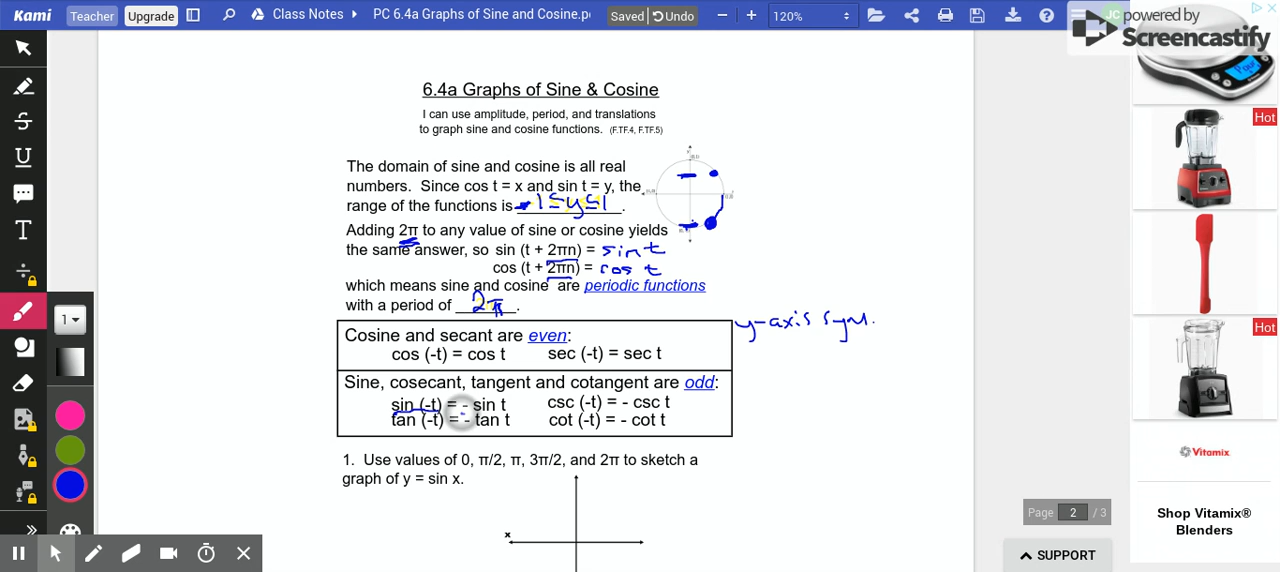 Kami
Teacher
Upgrade
Class Notes
PC 6.4a Graphs of Sine and Cosine.p
Saved
Undo
120%
JC
powered by
Screencastify
6.4a Graphs of Sine & Cosine
I can use amplitude, period, and translations
to graph sine and cosine functions. (F.TF.4, F.TF.5)
The domain of sine and cosine is all real
numbers. Since cos t = x and sin t = y, the
range of the functions is -1 ≤ y ≤ 1.
Adding 2π to any value of sine or cosine yields
the same answer, so sin (t + 2πn) = sin t
cos (t + 2πn) = cos t
which means sine and cosine are periodic functions
with a period of 2π.
y-axis sym.
Cosine and secant are even:
cos (-t) = cos t sec (-t) = sec t
Sine, cosecant, tangent and cotangent are odd:
sin (-t) = - sin t csc (-t) = - csc t
tan (-t) = - tan t cot (-t) = - cot t
1. Use values of 0, π/2, π, 3π/2, and 2π to sketch a
graph of y = sin x.
x
T
1
Page 2 / 3
SUPPORT
Hot
Hot
Vitamix
Shop Vitamix®
Blenders